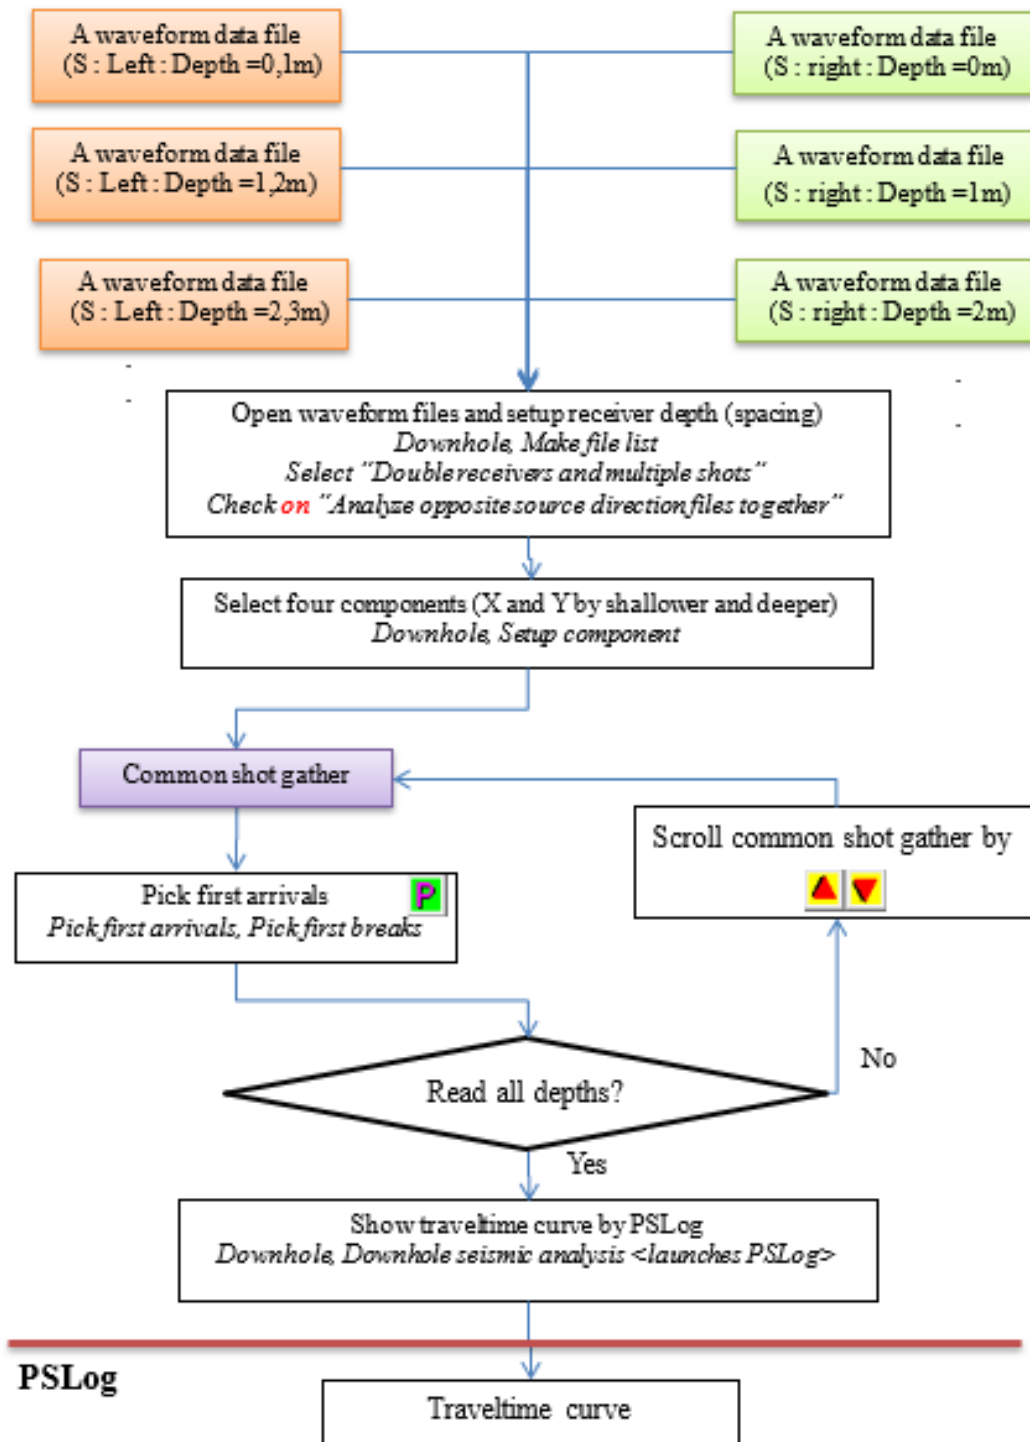 A waveform data file
(S : Left : Depth =0,1m)
A waveform data file
(S : right : Depth =0m)
A waveform data file
(S : Left : Depth =1,2m)
A waveform data file
(S : right : Depth =1m)
A waveform data file
(S : Left : Depth =2,3m)
A waveform data file
(S : right : Depth =2m)
Open waveform files and setup receiver depth (spacing)
Downhole, Make file list
Select "Double receivers and multiple shots"
Check on "Analyze opposite source direction files together"
Select four components (X and Y by shallower and deeper)
Downhole, Setup component
Common shot gather
Scroll common shot gather by
Pick first arrivals
P
Pick first arrivals, Pick first breaks
Read all depths?
No
Yes
Show traveltime curve by PSLog
Downhole, Downhole seismic analysis <launches PSLog>
PSLog
Traveltime curve